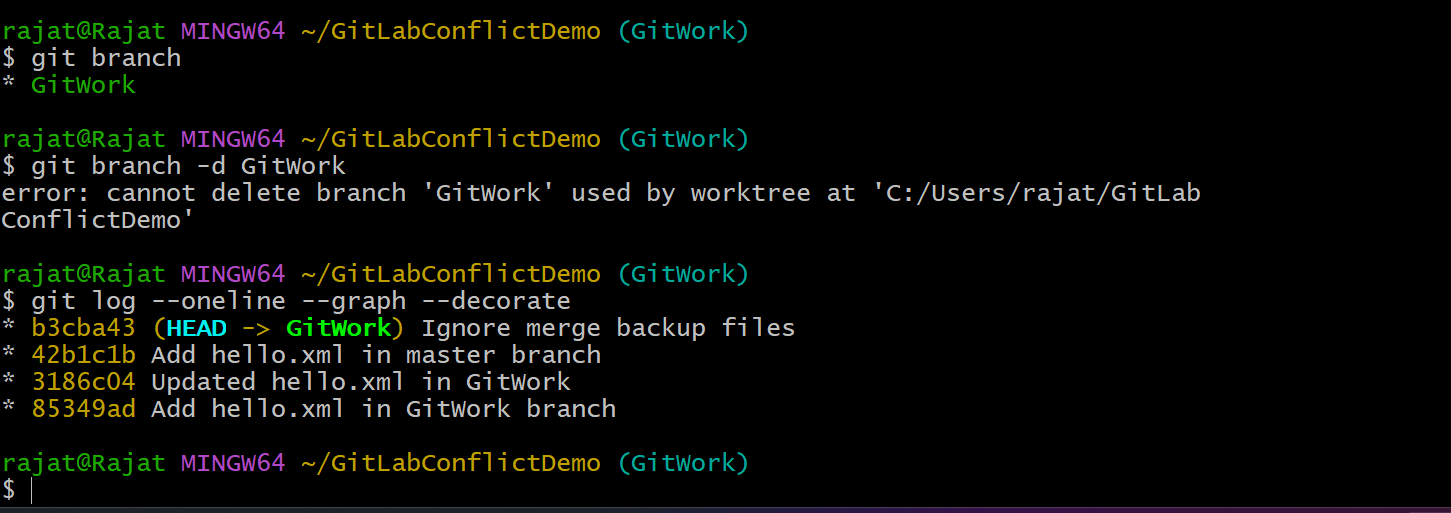 rajat@Rajat MINGW64 ~/GitLabConflictDemo (GitWork)
$ git branch
* GitWork
rajat@Rajat MINGW64 ~/GitLabConflictDemo (GitWork)
$ git branch -d GitWork
error: cannot delete branch 'GitWork' used by worktree at 'C:/Users/rajat/GitLab
ConflictDemo'
rajat@Rajat MINGW64 ~/GitLabConflictDemo (GitWork)
$ git log --oneline --graph --decorate
* b3cba43 (HEAD -> GitWork) Ignore merge backup files
* 42b1c1b Add hello.xml in master branch
* 3186c04 Updated hello.xml in GitWork
* 85349ad Add hello.xml in GitWork branch
rajat@Rajat MINGW64 ~/GitLabConflictDemo (GitWork)
$